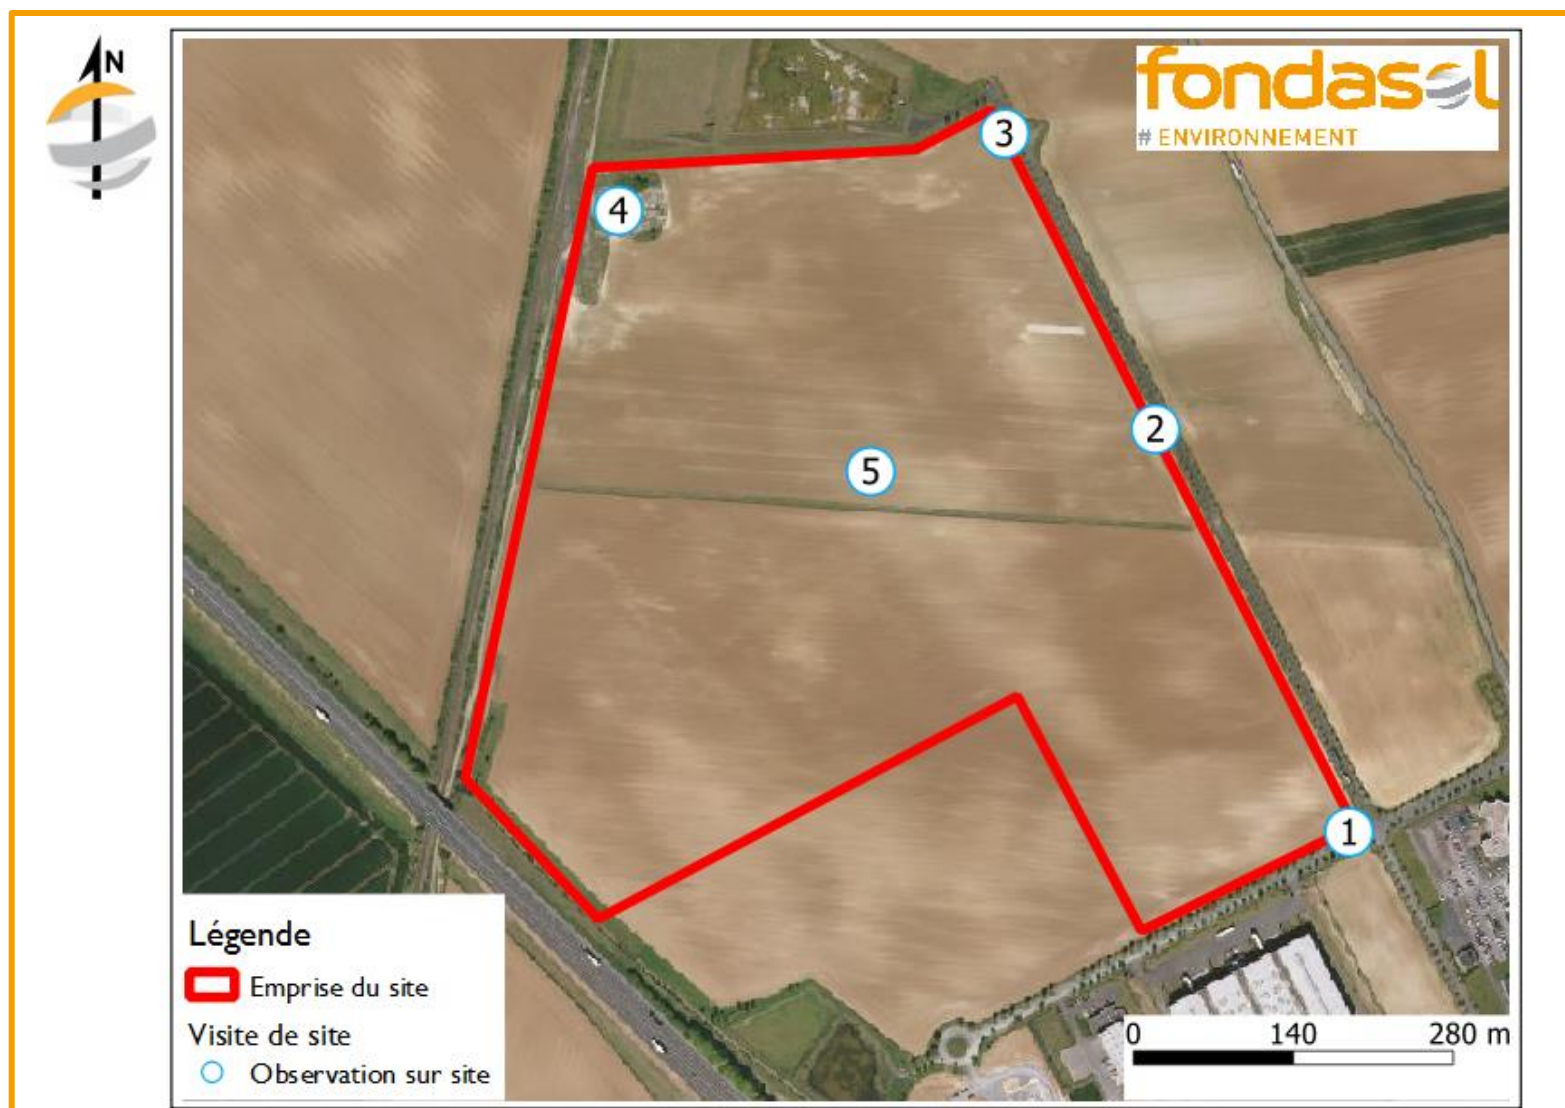 N
fondasol
# ENVIRONNEMENT
3
4
2
5
1
Légende
Emprise du site
Visite de site
Observation sur site
0 140 280 m